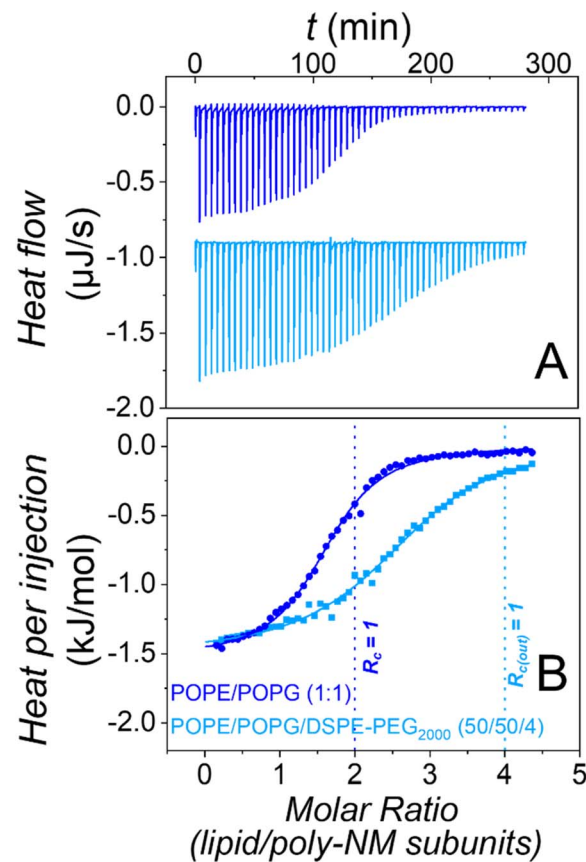 t (min)
0 100 200 300
0.0
-0.5
-1.0
-1.5
-2.0
Heat flow
(µJ/s)
A
0.0
-0.5
-1.0
-1.5
-2.0
Heat per injection
(kJ/mol)
R_c = 1
R_c(out) = 1
B
POPE/POPG (1:1)
POPE/POPG/DSPE-PEG₂₀₀₀ (50/50/4)
0 1 2 3 4 5
Molar Ratio
(lipid/poly-NM subunits)